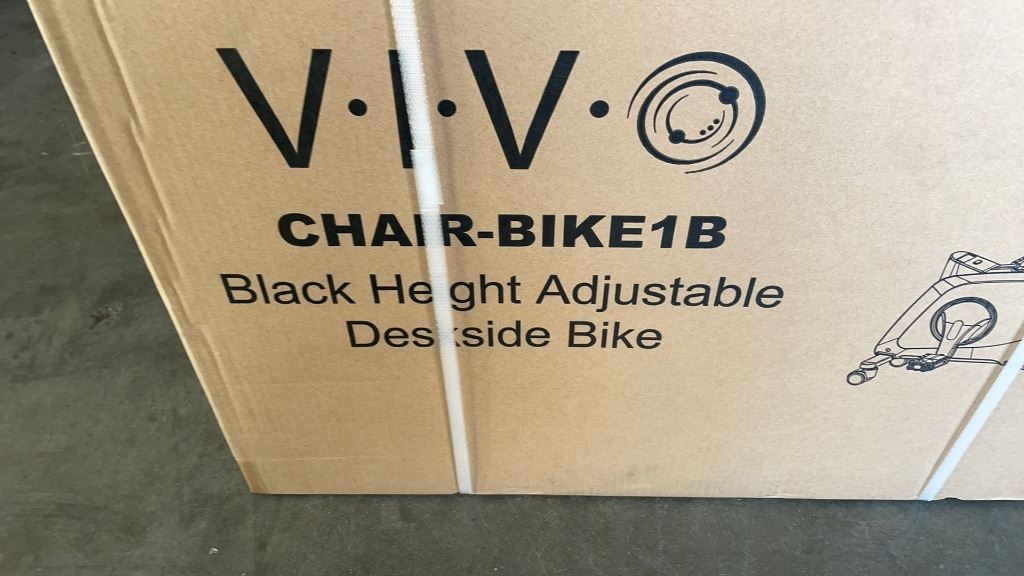 V·I·V·O
CHAIR-BIKE1B
Black Height Adjustable
Deskside Bike